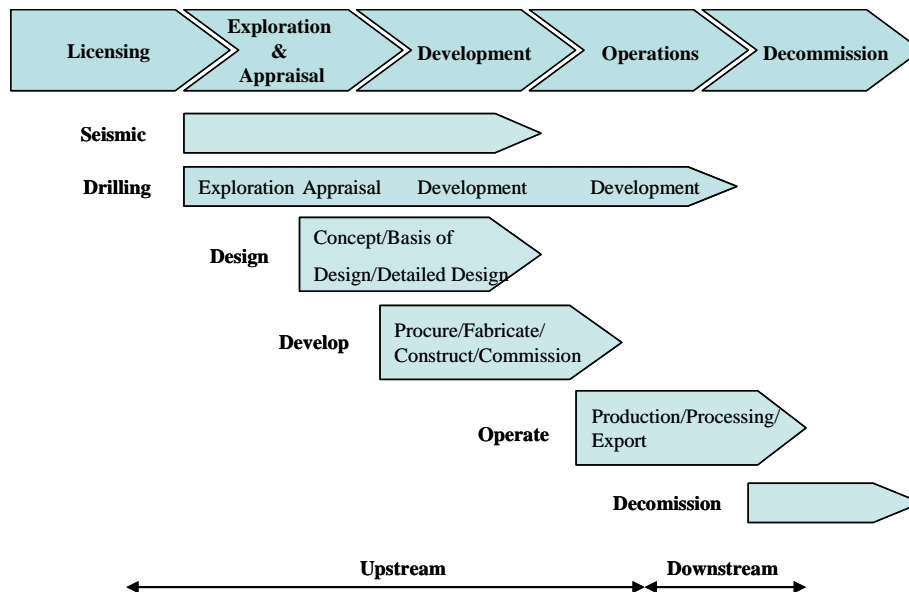 Licensing
Exploration
&
Appraisal
Development
Operations
Decommission
Seismic
Drilling
Exploration Appraisal Development Development
Design
Concept/Basis of
Design/Detailed Design
Develop
Procure/Fabricate/
Construct/Commission
Operate
Production/Processing/
Export
Decomission
Upstream
Downstream